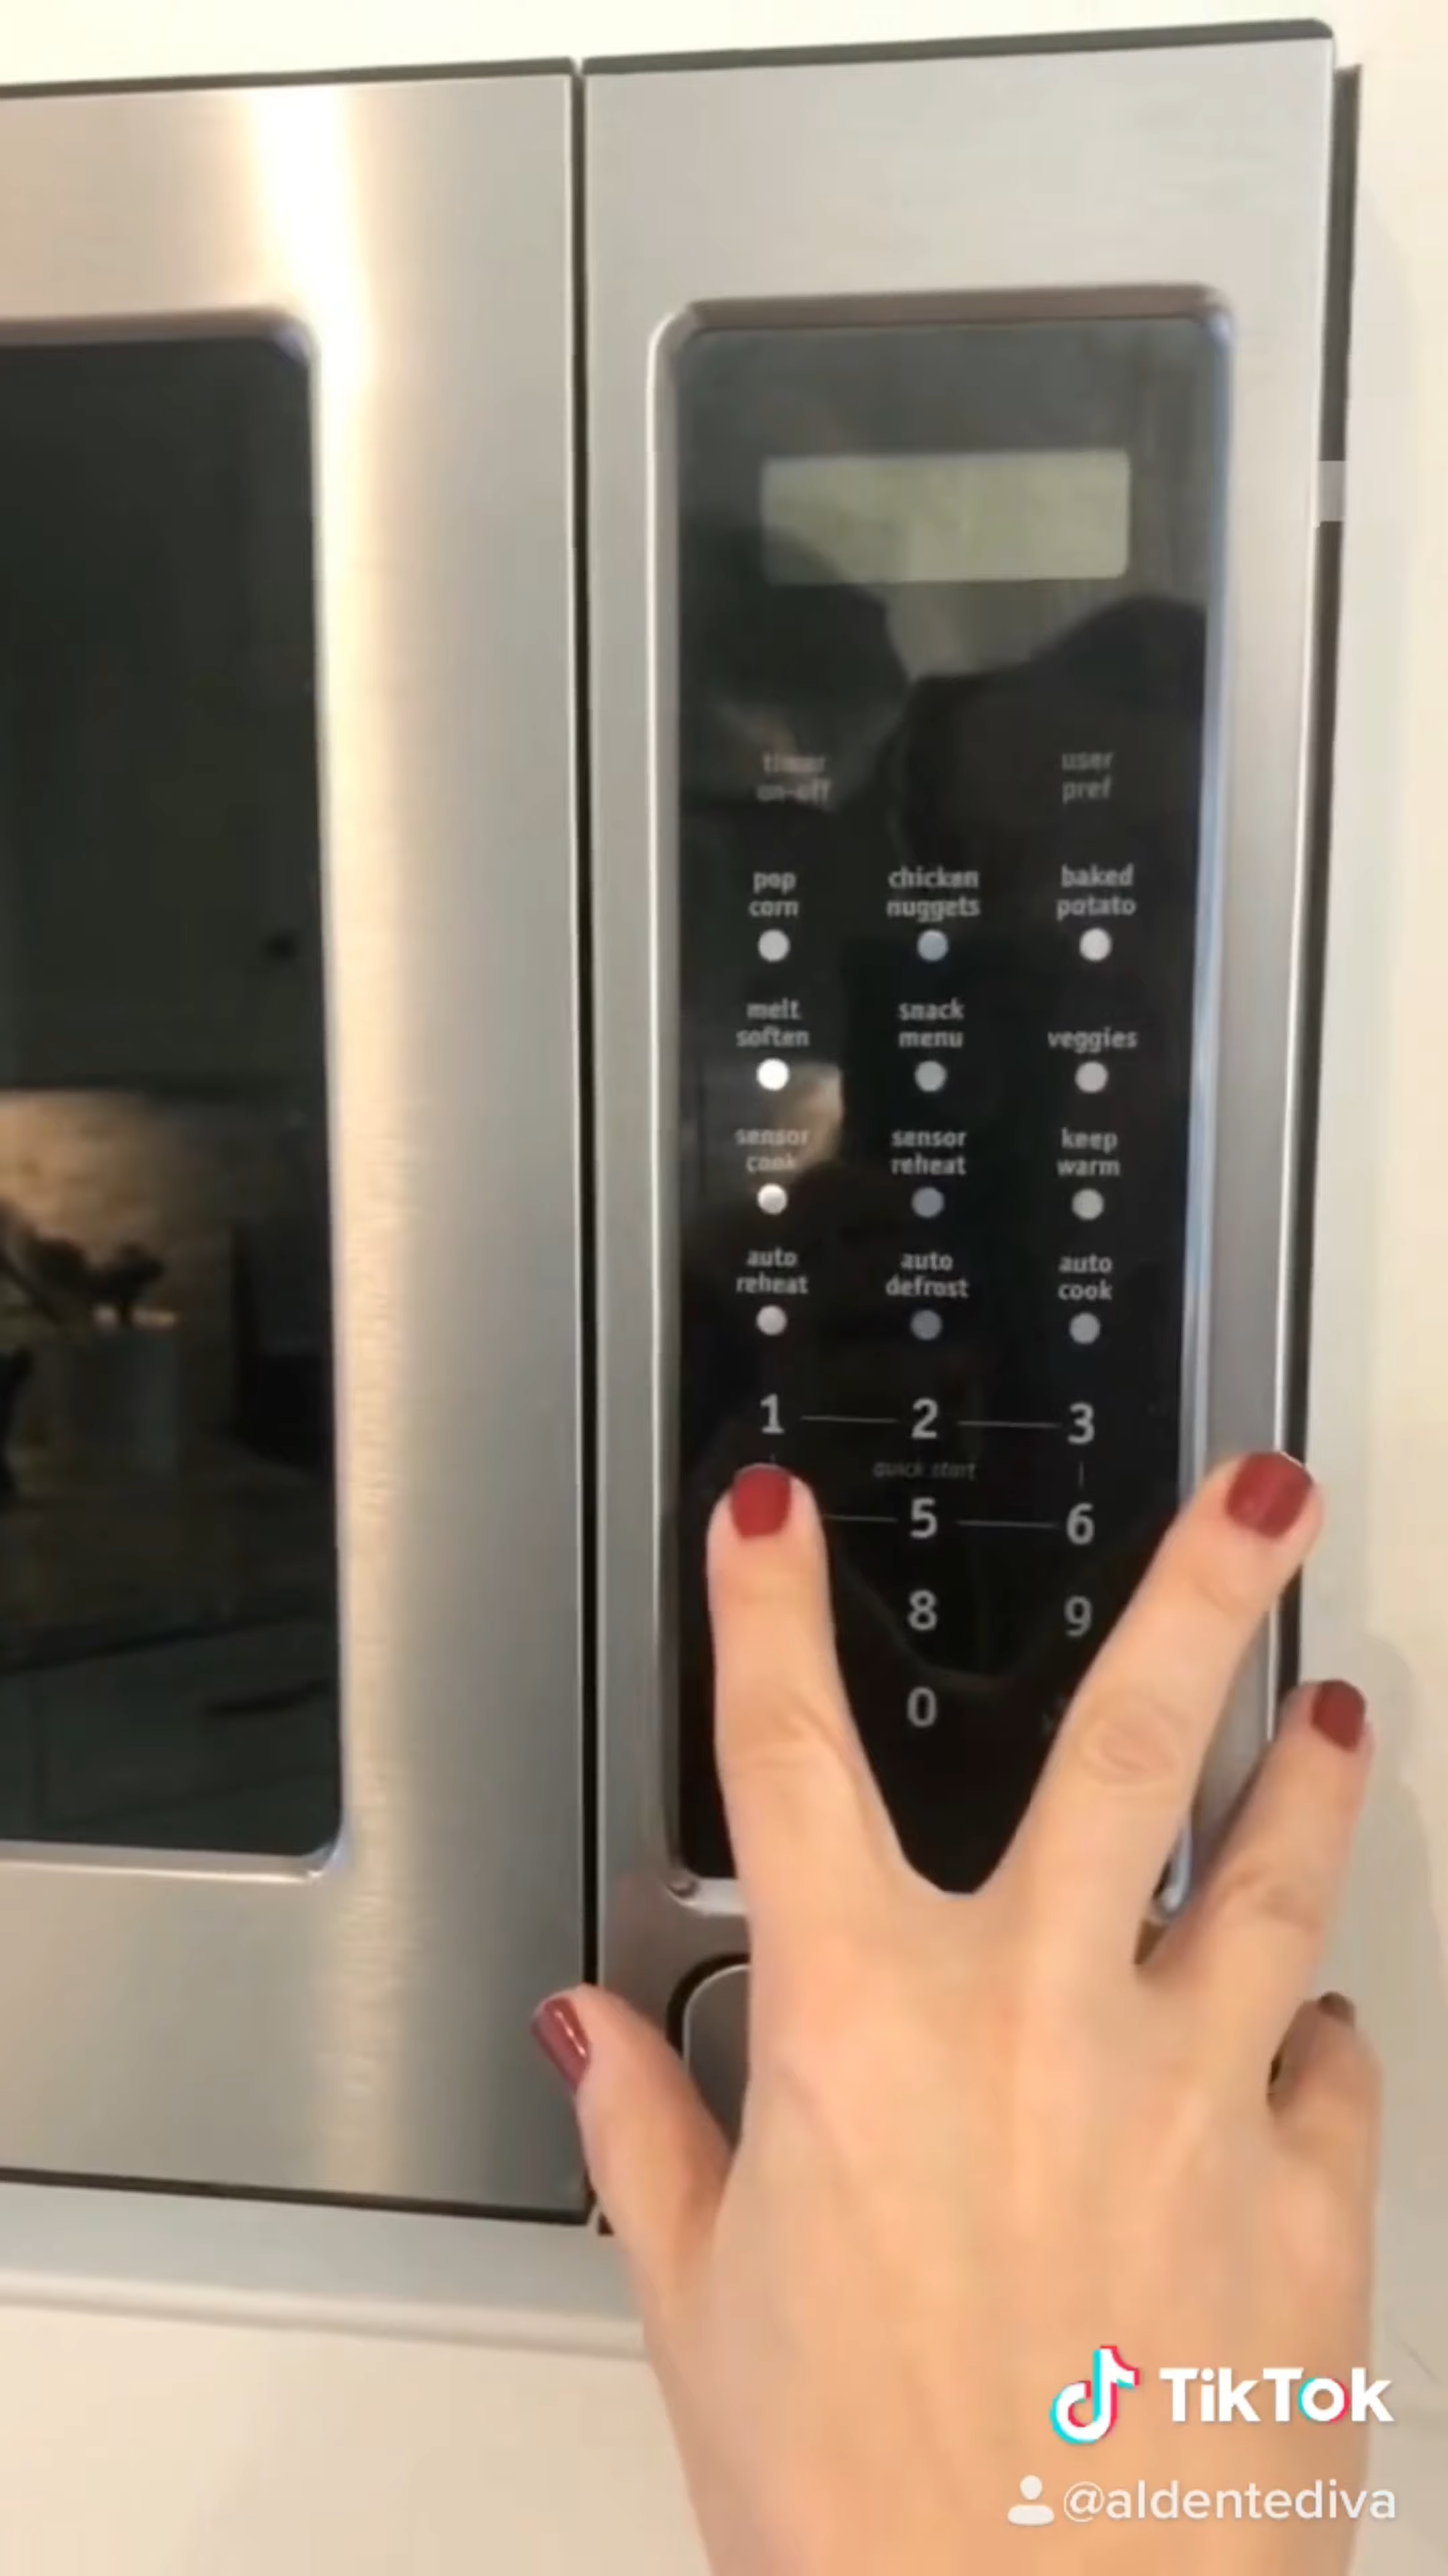 timer
on-off
user
pref
pop
corn
chicken
nuggets
baked
potato
melt
soften
snack
menu
veggies
sensor
cook
sensor
reheat
keep
warm
auto
reheat
auto
defrost
auto
cook
1 2 3
quick start
5 6
8 9
0
TikTok
@aldentediva